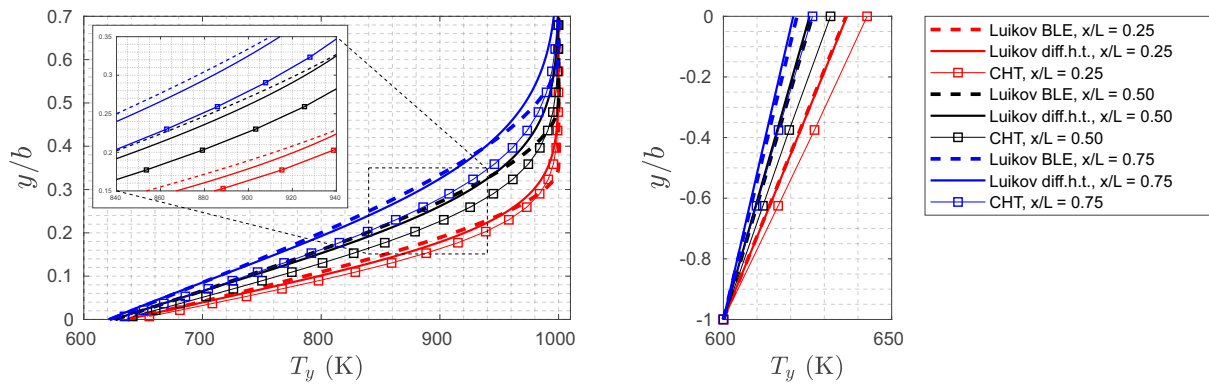 0.7
0.6
0.5
0.4
0.3
0.2
0.1
0
y/b
600
700
800
900
1000
T_y (K)
0.35
0.3
0.25
0.2
0.15
840
860
880
900
920
940
0
-0.2
-0.4
-0.6
-0.8
-1
y/b
600
650
T_y (K)
Luikov BLE, x/L = 0.25
Luikov diff.h.t., x/L = 0.25
CHT, x/L = 0.25
Luikov BLE, x/L = 0.50
Luikov diff.h.t., x/L = 0.50
CHT, x/L = 0.50
Luikov BLE, x/L = 0.75
Luikov diff.h.t., x/L = 0.75
CHT, x/L = 0.75